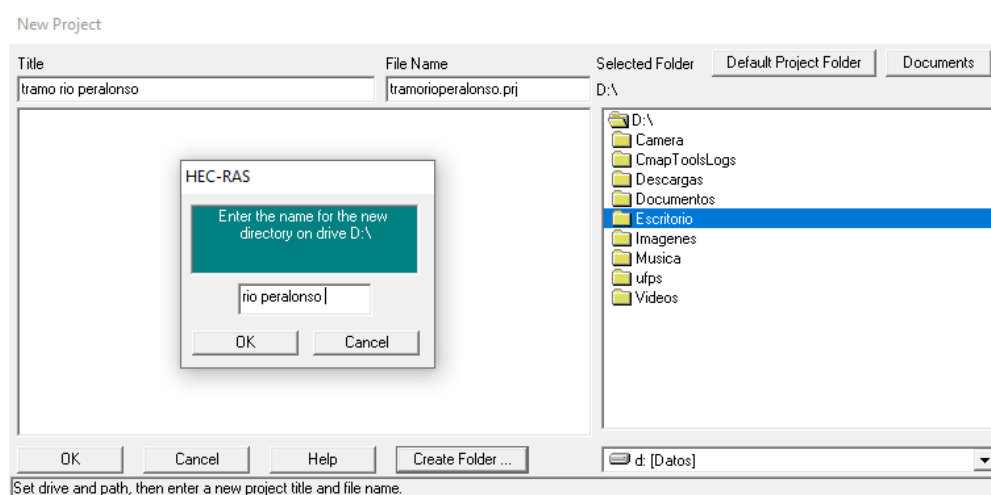 New Project
Title
File Name
Selected Folder
Default Project Folder
Documents
tramo rio peralonso
tramorioperalonso.prj
D:\
HEC-RAS
Enter the name for the new
directory on drive D:\
rio peralonso
OK
Cancel
D:\
Camera
CmapToolsLogs
Descargas
Documentos
Escritorio
Imagenes
Musica
ufps
Videos
OK
Cancel
Help
Create Folder ...
d: [Datos]
Set drive and path, then enter a new project title and file name.